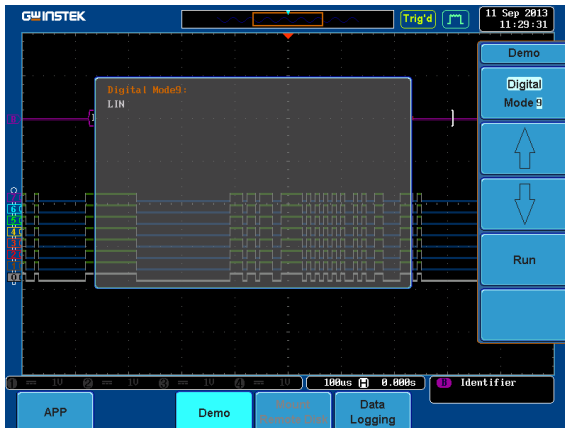 GWINSTEK
Trig'd
11 Sep 2013
11:29:31
Demo
Digital
Mode 9
Digital Mode9:
LIN
Run
1 1V 2 1V 3 1V 4 1V
100us H 0.000s
B Identifier
APP
Demo
Data
Logging